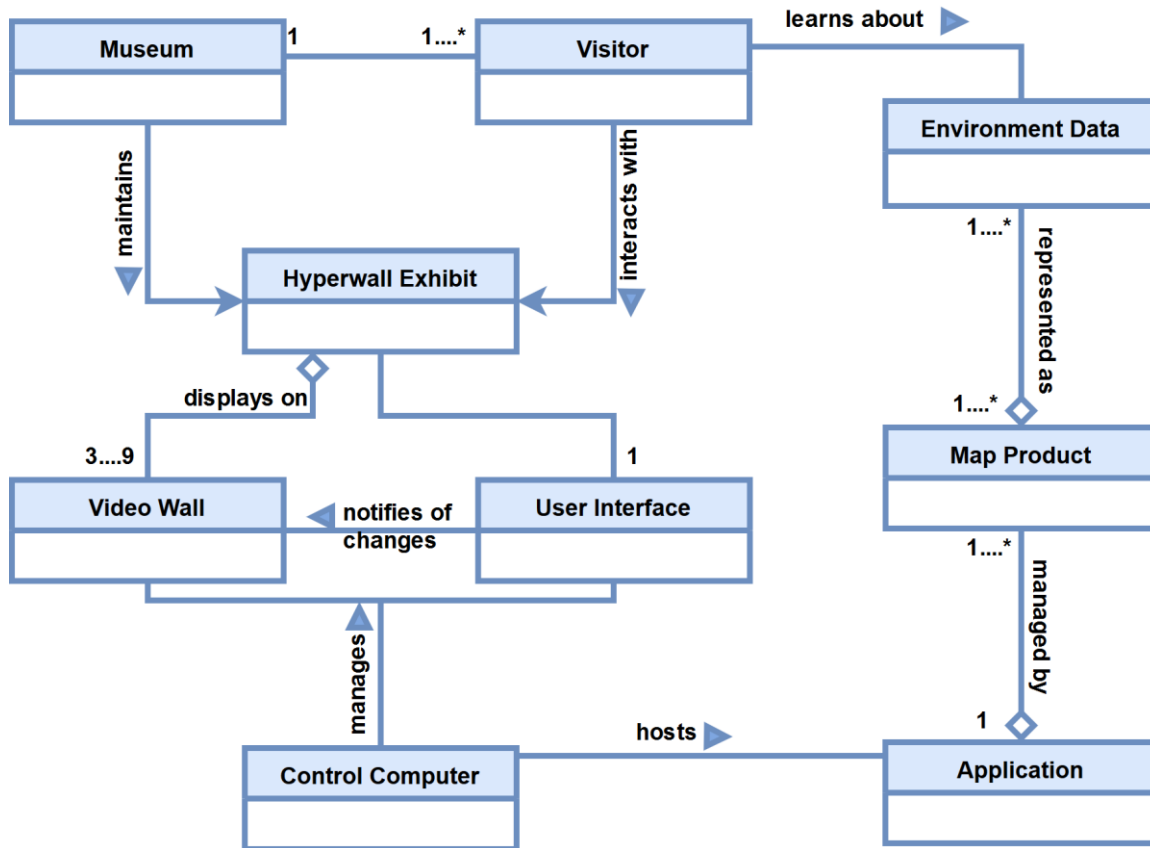 learns about
Museum
1
1....*
Visitor
Environment Data
maintains
interacts with
1....*
represented as
Hyperwall Exhibit
displays on
1....*
Map Product
3....9
1
Video Wall
notifies of
changes
User Interface
1....*
managed by
manages
hosts
1
Control Computer
Application